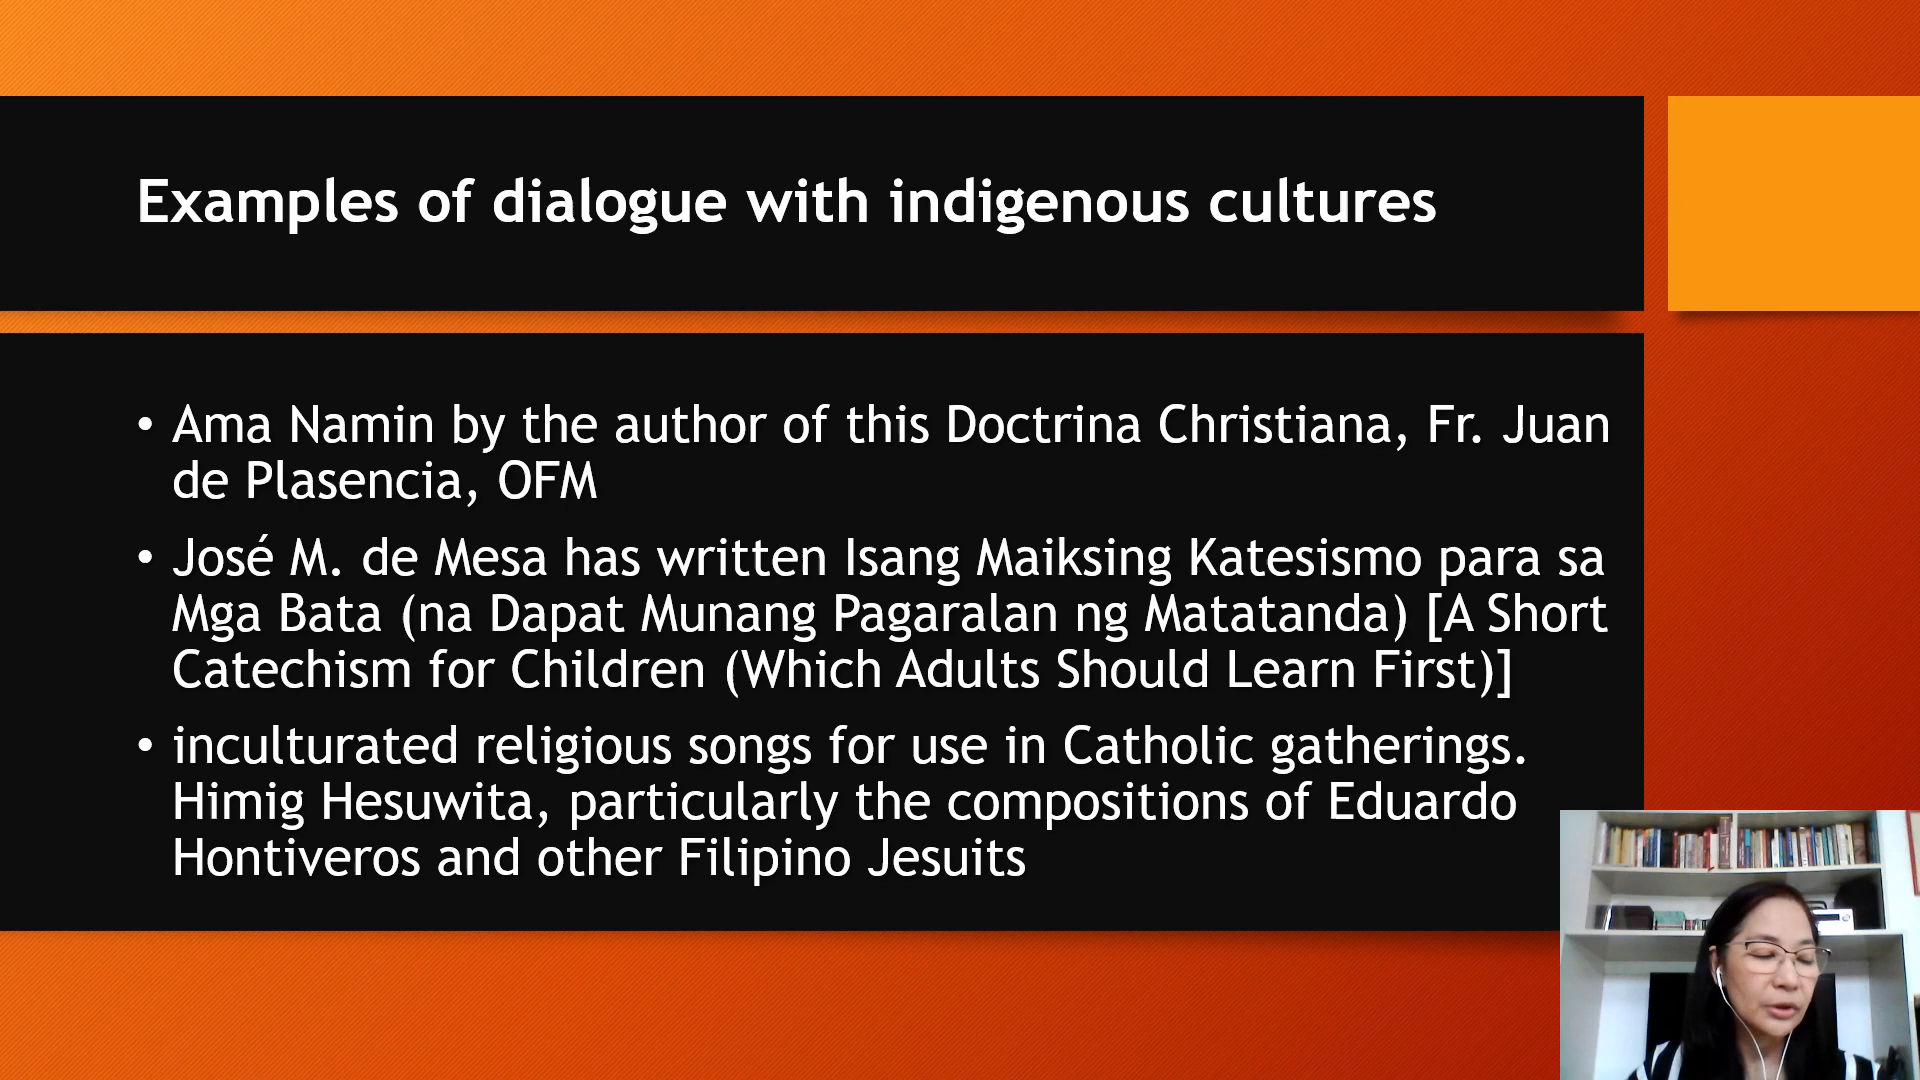 Examples of dialogue with indigenous cultures
• Ama Namin by the author of this Doctrina Christiana, Fr. Juan
de Plasencia, OFM
• José M. de Mesa has written Isang Maiksing Katesismo para sa
Mga Bata (na Dapat Munang Pagaralan ng Matatanda) [A Short
Catechism for Children (Which Adults Should Learn First)]
• inculturated religious songs for use in Catholic gatherings.
Himig Hesuwita, particularly the compositions of Eduardo
Hontiveros and other Filipino Jesuits